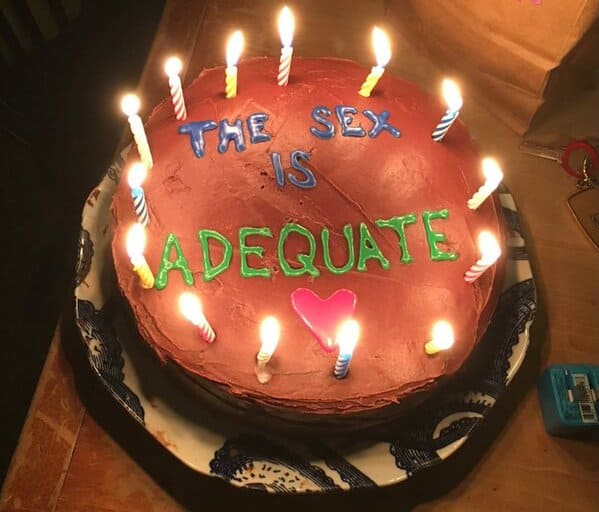 THE SEX
IS
ADEQUATE